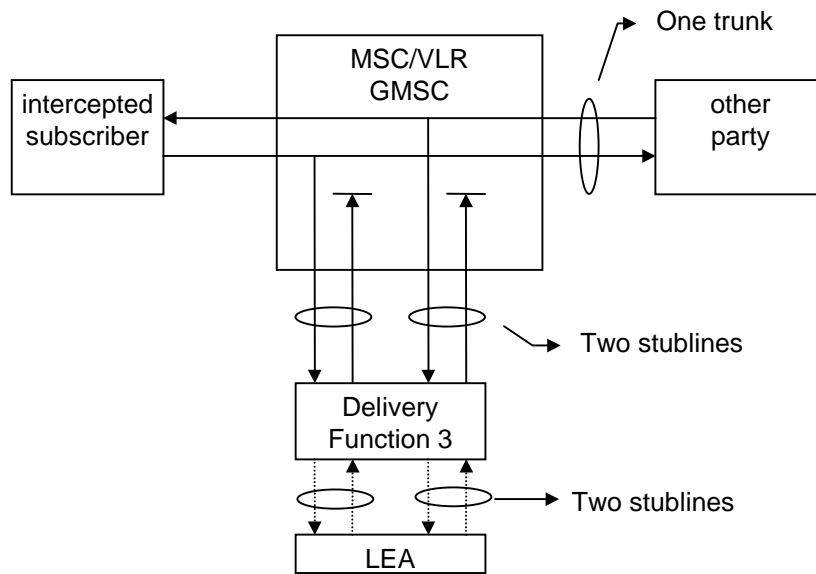 One trunk
MSC/VLR
GMSC
intercepted
subscriber
other
party
Two stublines
Delivery
Function 3
Two stublines
LEA